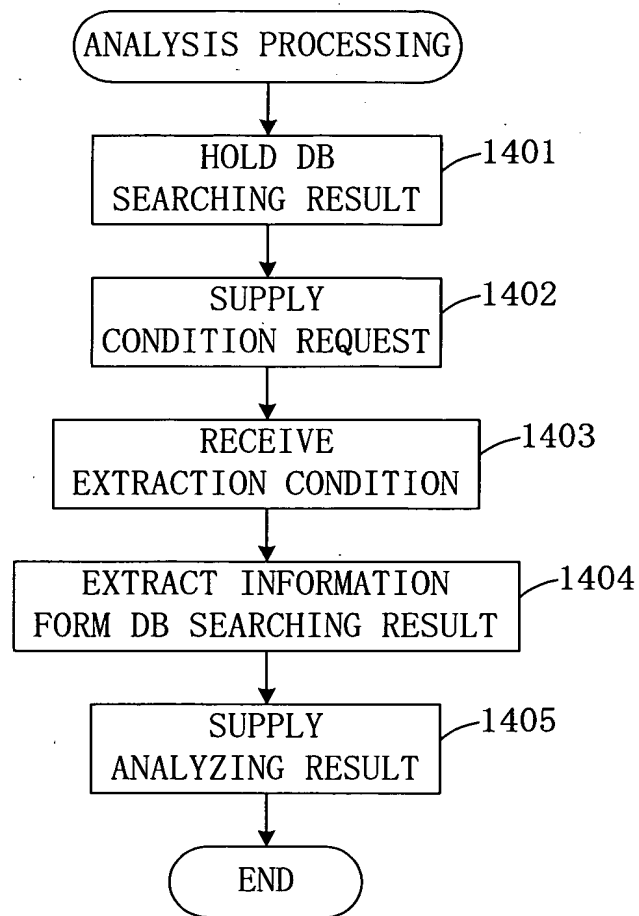 ANALYSIS PROCESSING
HOLD DB
SEARCHING RESULT
1401
SUPPLY
CONDITION REQUEST
1402
RECEIVE
EXTRACTION CONDITION
1403
EXTRACT INFORMATION
FORM DB SEARCHING RESULT
1404
SUPPLY
ANALYZING RESULT
1405
END